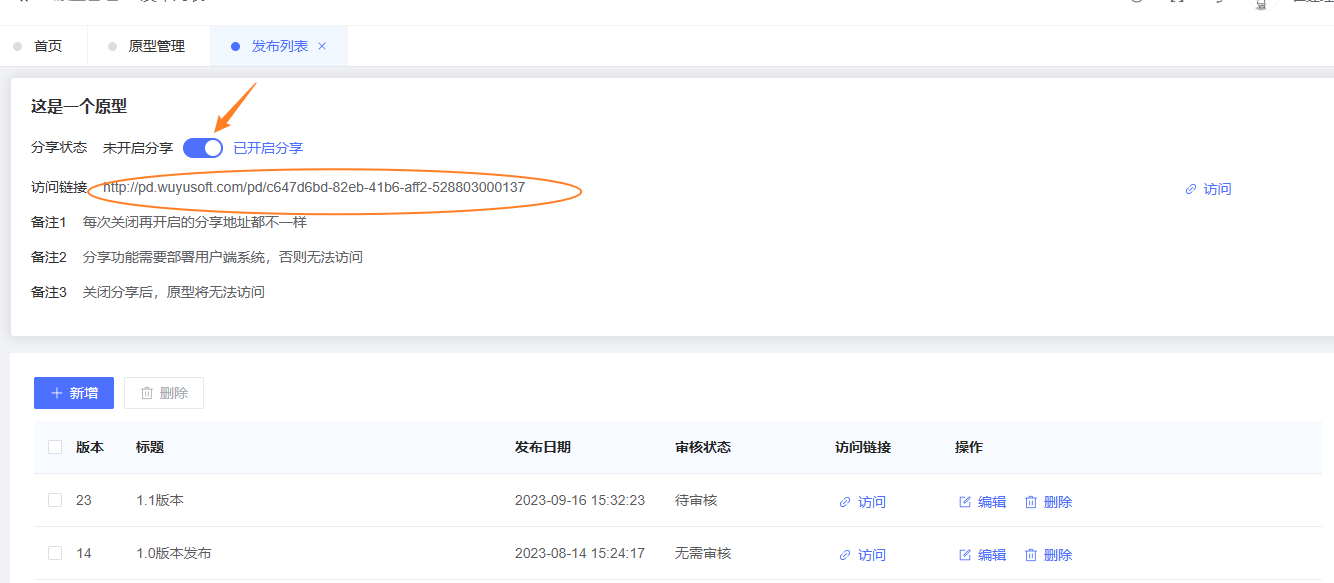 首页 原型管理 发布列表 ×
这是一个原型
分享状态 未开启分享 已开启分享
访问链接 http://pd.wuyusoft.com/pd/c647d6bd-82eb-41b6-aff2-528803000137 访问
备注1 每次关闭再开启的分享地址都不一样
备注2 分享功能需要部署用户端系统，否则无法访问
备注3 关闭分享后，原型将无法访问
新增 删除
版本 标题 发布日期 审核状态 访问链接 操作
23 1.1版本 2023-09-16 15:32:23 待审核 访问 编辑 删除
14 1.0版本发布 2023-08-14 15:24:17 无需审核 访问 编辑 删除